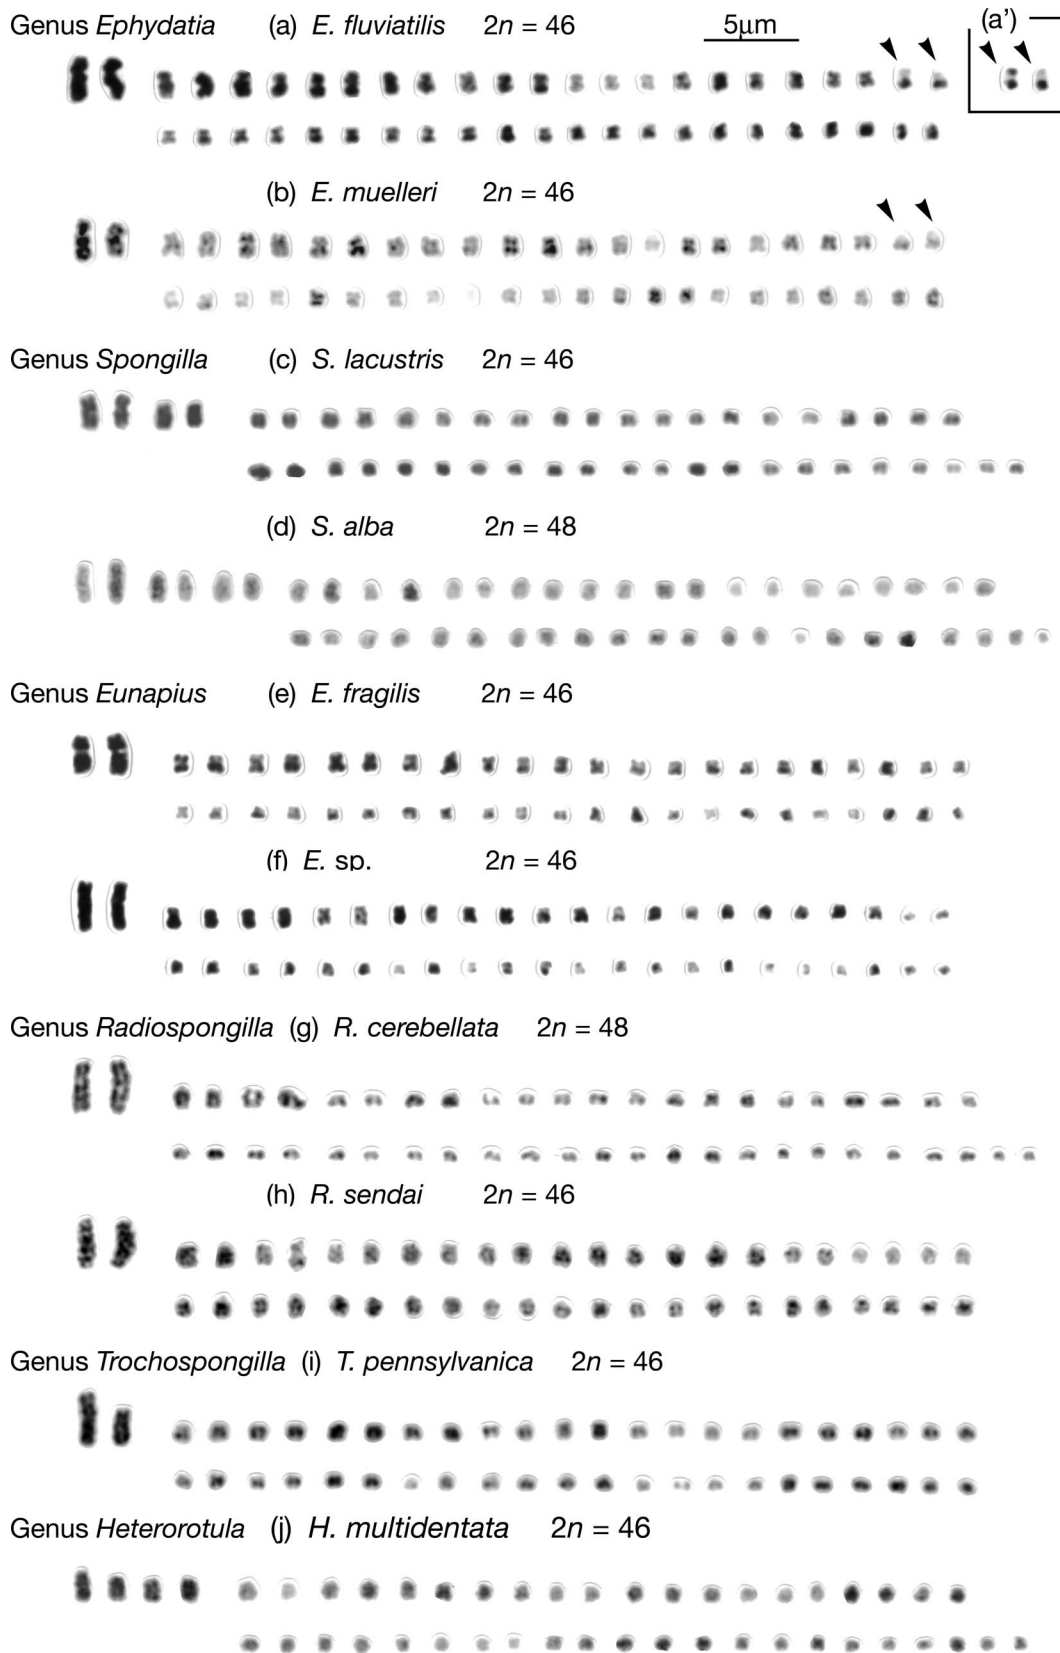 Genus Ephydatia (a) E. fluviatilis 2n = 46 5μm (a’)
(b) E. muelleri 2n = 46
Genus Spongilla (c) S. lacustris 2n = 46
(d) S. alba 2n = 48
Genus Eunapius (e) E. fragilis 2n = 46
(f) E. sp. 2n = 46
Genus Radiospongilla (g) R. cerebellata 2n = 48
(h) R. sendai 2n = 46
Genus Trochospongilla (i) T. pennsylvanica 2n = 46
Genus Heterorotula (j) H. multidentata 2n = 46